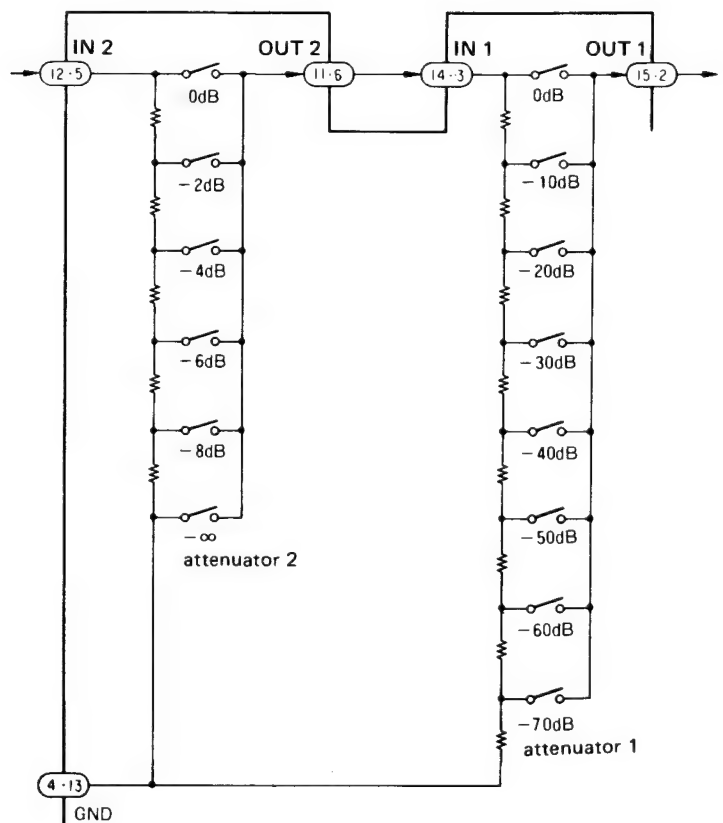 IN 2
OUT 2
IN 1
OUT 1
12·5
11·6
14·3
15·2
0dB
−2dB
−4dB
−6dB
−8dB
−∞
attenuator 2
0dB
−10dB
−20dB
−30dB
−40dB
−50dB
−60dB
−70dB
attenuator 1
4·13
GND